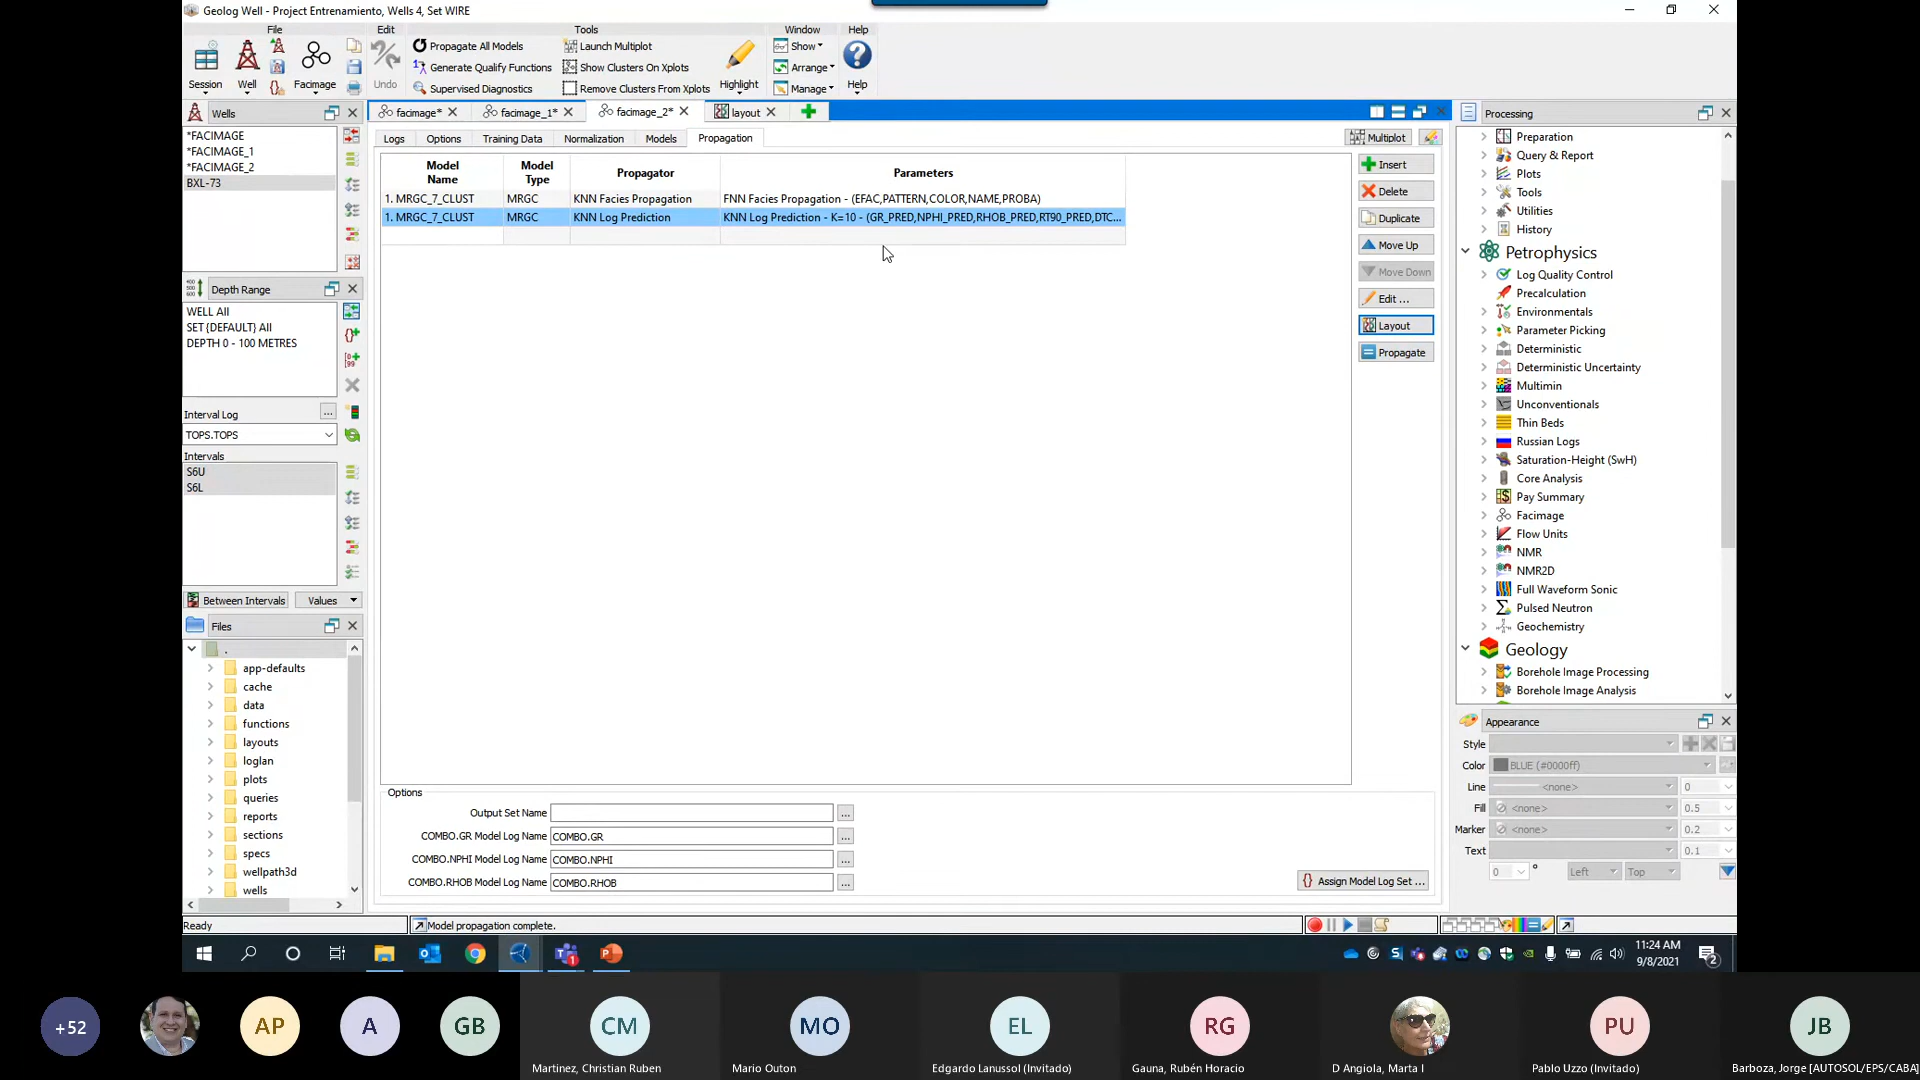 Geolog Well - Project Entrenamiento, Wells 4, Set WIRE
File
Edit
Tools
Window
Help
Session
Well
Facimage
Undo
Propagate All Models
Generate Qualify Functions
Supervised Diagnostics
Launch Multiplot
Show Clusters On Xplots
Remove Clusters From Xplots
Highlight
Show
Arrange
Manage
Help
Wells
*FACIMAGE
*FACIMAGE_1
*FACIMAGE_2
BXL-73
Depth Range
WELL All
SET {DEFAULT} All
DEPTH 0 - 100 METRES
Interval Log
...
TOPS.TOPS
Intervals
S6U
S6L
Between Intervals
Values
Files
.
app-defaults
cache
data
functions
layouts
loglan
plots
queries
reports
sections
specs
wellpath3d
wells
facimage*
facimage_1*
facimage_2*
layout
Logs
Options
Training Data
Normalization
Models
Propagation
Multiplot
Model Name
Model Type
Propagator
Parameters
1. MRGC_7_CLUST MRGC KNN Facies Propagation FNN Facies Propagation - (EFAC,PATTERN,COLOR,NAME,PROBA)
1. MRGC_7_CLUST MRGC KNN Log Prediction KNN Log Prediction - K=10 - (GR_PRED,NPHI_PRED,RHOB_PRED,RT90_PRED,DTC...
Insert
Delete
Duplicate
Move Up
Move Down
Edit ...
Layout
Propagate
Options
Output Set Name ...
COMBO.GR Model Log Name COMBO.GR ...
COMBO.NPHI Model Log Name COMBO.NPHI ...
COMBO.RHOB Model Log Name COMBO.RHOB ...
{} Assign Model Log Set ...
Processing
Preparation
Query & Report
Plots
Tools
Utilities
History
Petrophysics
Log Quality Control
Precalculation
Environmentals
Parameter Picking
Deterministic
Deterministic Uncertainty
Multimin
Unconventionals
Thin Beds
Russian Logs
Saturation-Height (SwH)
Core Analysis
Pay Summary
Facimage
Flow Units
NMR
NMR2D
Full Waveform Sonic
Pulsed Neutron
Geochemistry
Geology
Borehole Image Processing
Borehole Image Analysis
Appearance
Style
Color BLUE (#0000ff)
Line <none> 0
Fill <none> 0.5
Marker <none> 0.2
Text 0.1
0 ° Left Top
Ready
Model propagation complete.
11:24 AM
9/8/2021
2
+52
AP
A
GB
CM
MO
EL
RG
PU
JB
Martinez, Christian Ruben
Mario Outon
Edgardo Lanussol (Invitado)
Gauna, Rubén Horacio
D Angiola, Marta I
Pablo Uzzo (Invitado)
Barboza, Jorge [AUTOSOL/EPS/CABA]